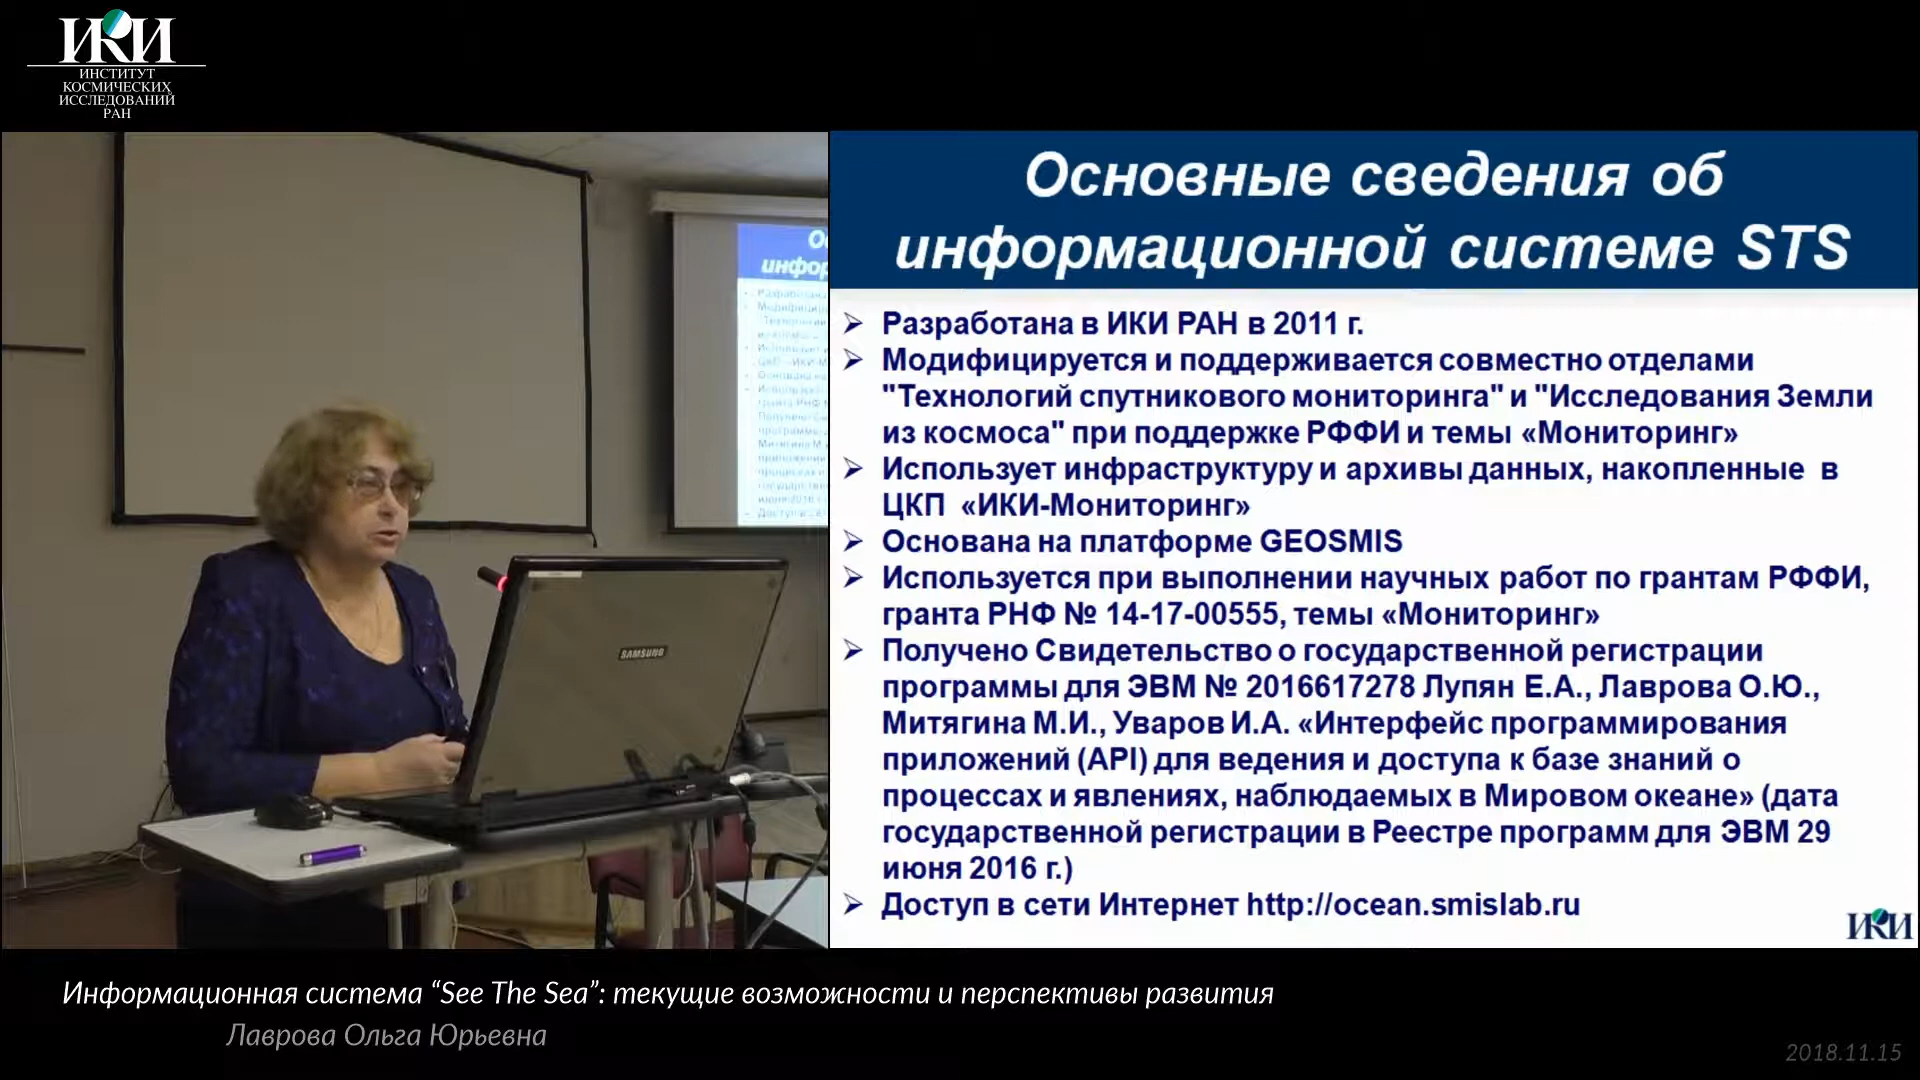 ИКИ
ИНСТИТУТ
КОСМИЧЕСКИХ
ИССЛЕДОВАНИЙ
РАН
Основные сведения об
информационной системе STS
Разработана в ИКИ РАН в 2011 г.
Модифицируется и поддерживается совместно отделами
"Технологий спутникового мониторинга" и "Исследования Земли
из космоса" при поддержке РФФИ и темы «Мониторинг»
Использует инфраструктуру и архивы данных, накопленные в
ЦКП «ИКИ-Мониторинг»
Основана на платформе GEOSMIS
Используется при выполнении научных работ по грантам РФФИ,
гранта РНФ № 14-17-00555, темы «Мониторинг»
Получено Свидетельство о государственной регистрации
программы для ЭВМ № 2016617278 Лупян Е.А., Лаврова О.Ю.,
Митягина М.И., Уваров И.А. «Интерфейс программирования
приложений (API) для ведения и доступа к базе знаний о
процессах и явлениях, наблюдаемых в Мировом океане» (дата
государственной регистрации в Реестре программ для ЭВМ 29
июня 2016 г.)
Доступ в сети Интернет http://ocean.smislab.ru
ИКИ
SAMSUNG
Информационная система “See The Sea”: текущие возможности и перспективы развития
Лаврова Ольга Юрьевна
2018.11.15